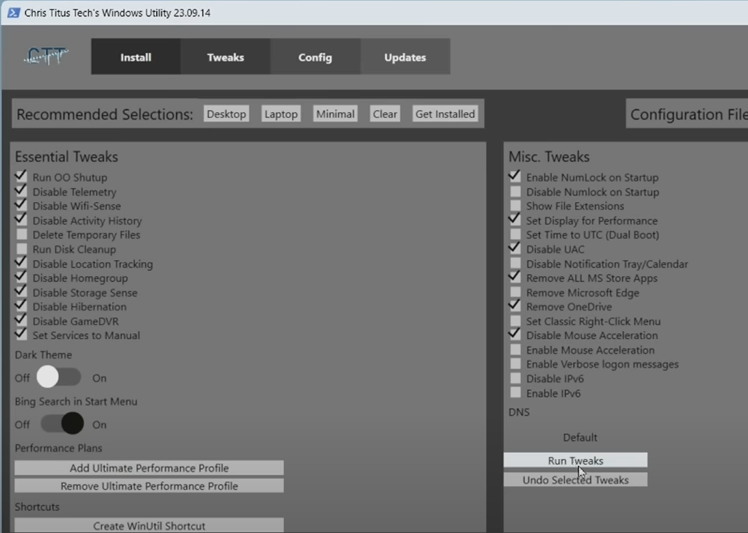 Chris Titus Tech's Windows Utility 23.09.14
CTT
Install
Tweaks
Config
Updates
Recommended Selections:
Desktop
Laptop
Minimal
Clear
Get Installed
Configuration File
Essential Tweaks
Run OO Shutup
Disable Telemetry
Disable Wifi-Sense
Disable Activity History
Delete Temporary Files
Run Disk Cleanup
Disable Location Tracking
Disable Homegroup
Disable Storage Sense
Disable Hibernation
Disable GameDVR
Set Services to Manual
Dark Theme
Off
On
Bing Search in Start Menu
Off
On
Performance Plans
Add Ultimate Performance Profile
Remove Ultimate Performance Profile
Shortcuts
Create WinUtil Shortcut
Misc. Tweaks
Enable NumLock on Startup
Disable Numlock on Startup
Show File Extensions
Set Display for Performance
Set Time to UTC (Dual Boot)
Disable UAC
Disable Notification Tray/Calendar
Remove ALL MS Store Apps
Remove Microsoft Edge
Remove OneDrive
Set Classic Right-Click Menu
Disable Mouse Acceleration
Enable Mouse Acceleration
Enable Verbose logon messages
Disable IPv6
Enable IPv6
DNS
Default
Run Tweaks
Undo Selected Tweaks